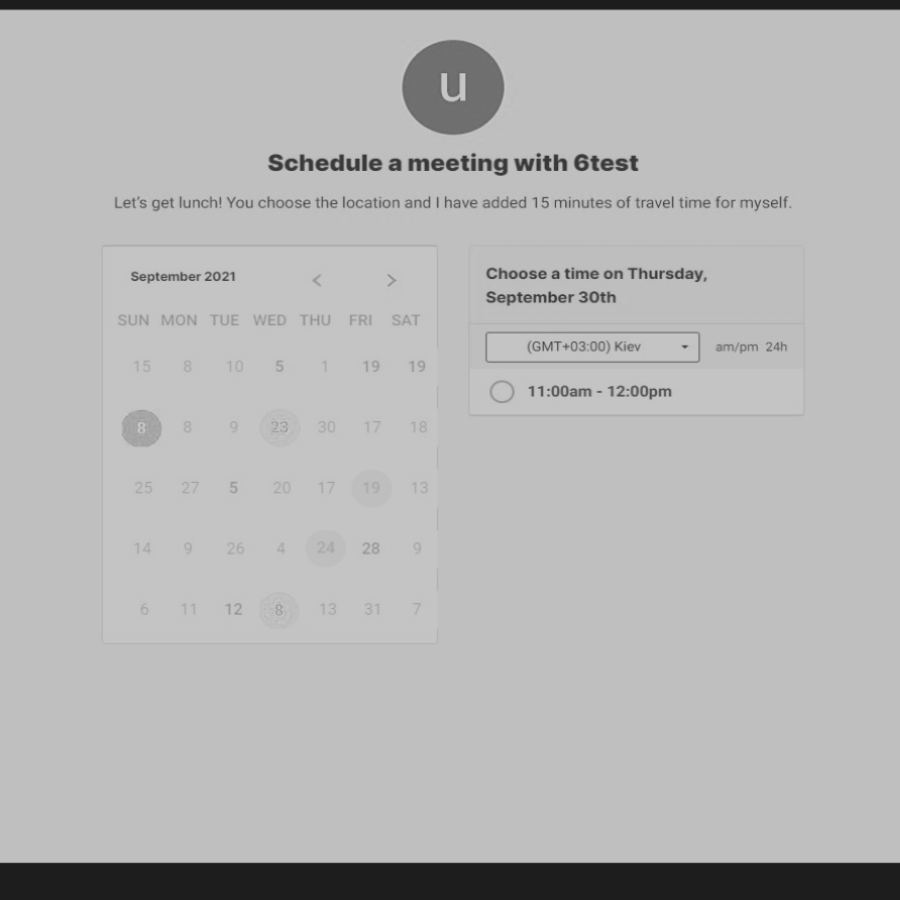 u
Schedule a meeting with 6test
Let's get lunch! You choose the location and I have added 15 minutes of travel time for myself.
September 2021 < >
SUN MON TUE WED THU FRI SAT
15 8 10 5 1 19 19
8 8 9 23 30 17 18
25 27 5 20 17 19 13
14 9 26 4 24 28 9
6 11 12 8 13 31 7
Choose a time on Thursday,
September 30th
(GMT+03:00) Kiev am/pm 24h
11:00am - 12:00pm